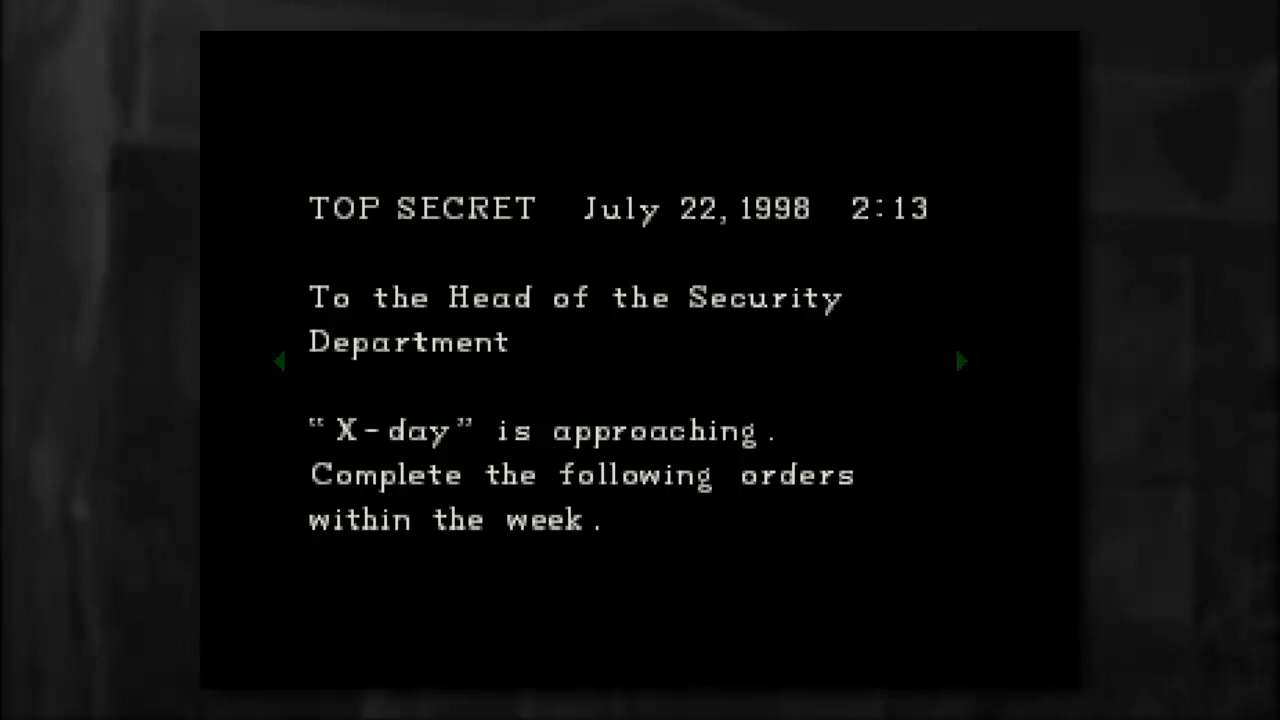 TOP SECRET July 22, 1998 2:13
To the Head of the Security
Department
"X-day" is approaching.
Complete the following orders
within the week.